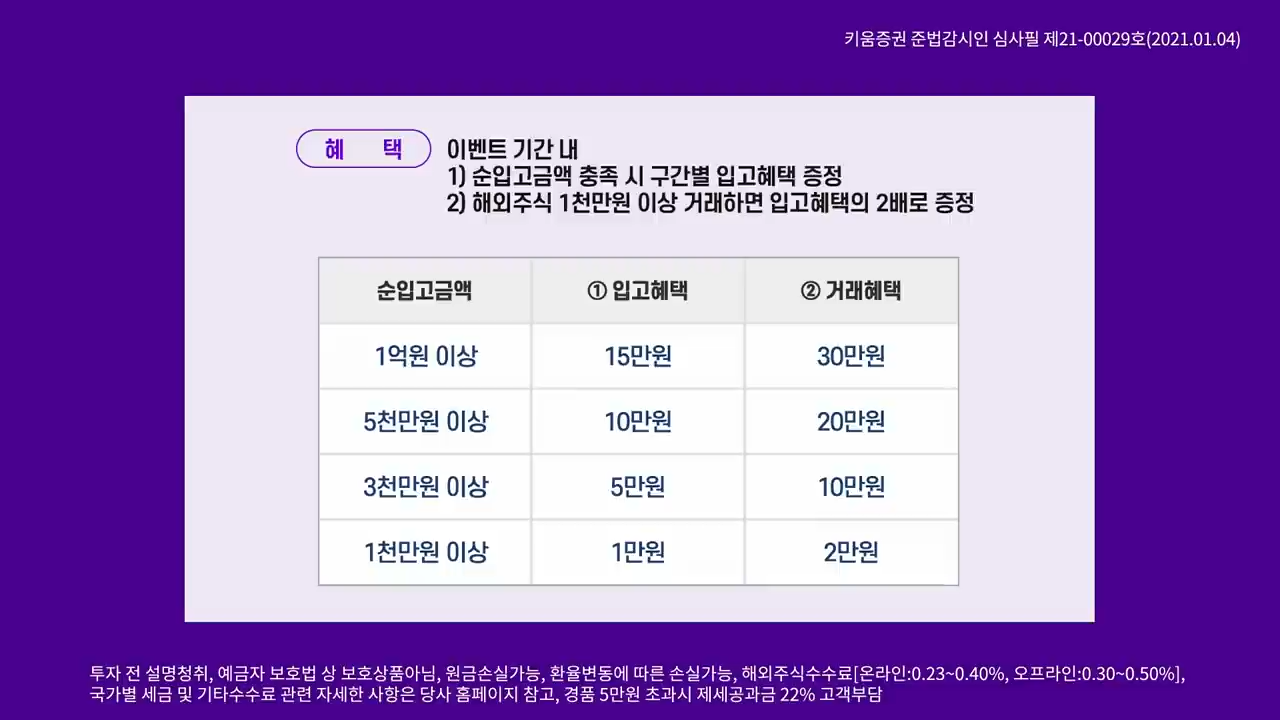 키움증권 준법감시인 심사필 제21-00029호(2021.01.04)
혜 택
이벤트 기간 내
1) 순입고금액 충족 시 구간별 입고혜택 증정
2) 해외주식 1천만원 이상 거래하면 입고혜택의 2배로 증정
순입고금액 ① 입고혜택 ② 거래혜택
1억원 이상 15만원 30만원
5천만원 이상 10만원 20만원
3천만원 이상 5만원 10만원
1천만원 이상 1만원 2만원
투자 전 설명청취, 예금자 보호법 상 보호상품아님, 원금손실가능, 환율변동에 따른 손실가능, 해외주식수수료[온라인:0.23~0.40%, 오프라인:0.30~0.50%],
국가별 세금 및 기타수수료 관련 자세한 사항은 당사 홈페이지 참고, 경품 5만원 초과시 제세공과금 22% 고객부담